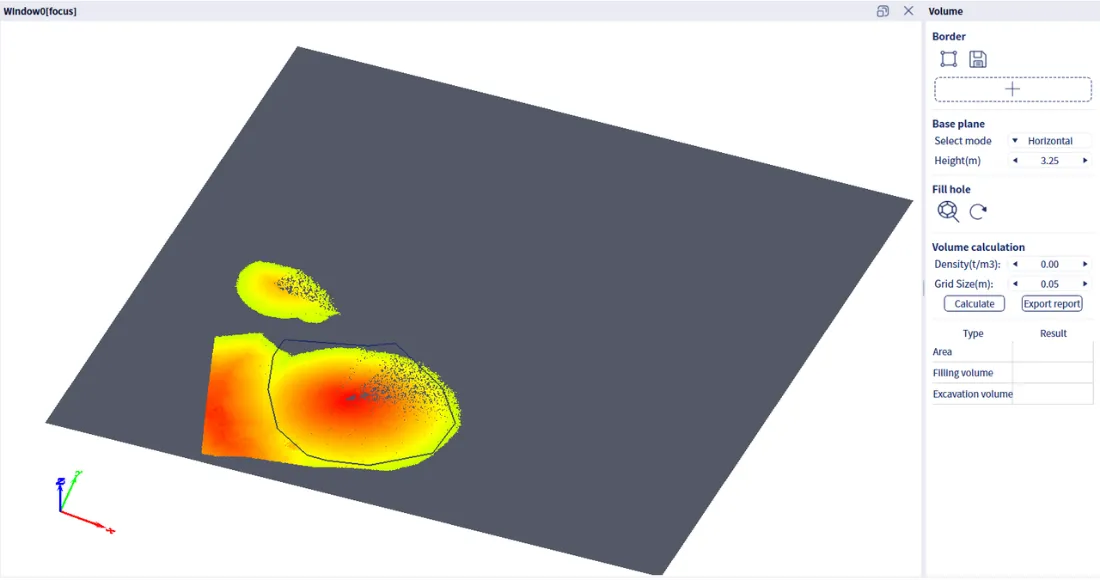 Window0[focus]
Volume
Border
Base plane
Select mode Horizontal
Height(m) 3.25
Fill hole
Volume calculation
Density(t/m3): 0.00
Grid Size(m): 0.05
Calculate Export report
Type Result
Area
Filling volume
Excavation volume
Z
Y
X